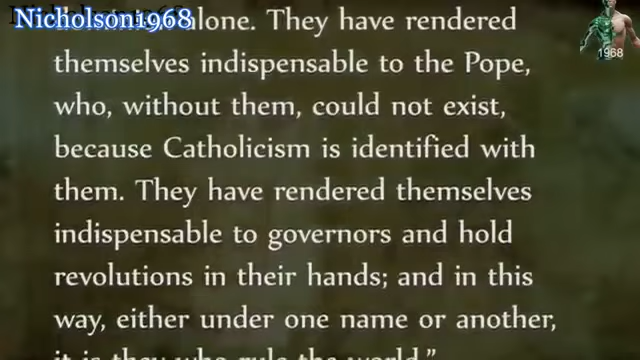 Nicholson1968
1968
alone. They have rendered
themselves indispensable to the Pope,
who, without them, could not exist,
because Catholicism is identified with
them. They have rendered themselves
indispensable to governors and hold
revolutions in their hands; and in this
way, either under one name or another,
it is they who rule the world.”